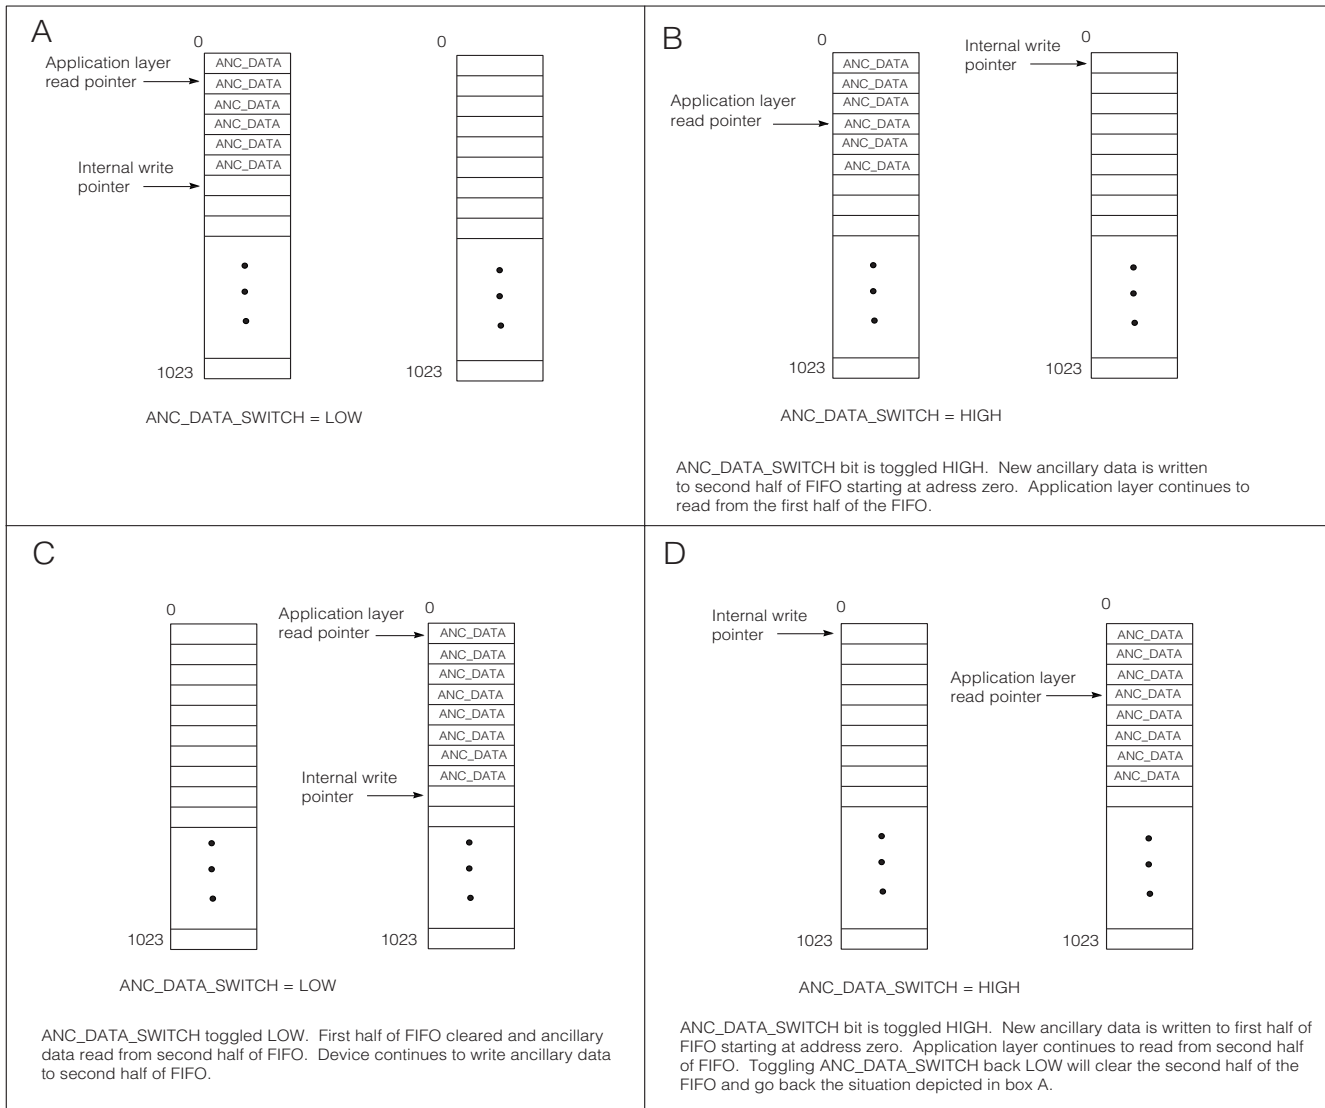 A
0
0
Application layer
read pointer
ANC_DATA
ANC_DATA
ANC_DATA
ANC_DATA
ANC_DATA
ANC_DATA
Internal write
pointer
1023
1023
ANC_DATA_SWITCH = LOW
B
0
0
Internal write
pointer
Application layer
read pointer
ANC_DATA
ANC_DATA
ANC_DATA
ANC_DATA
ANC_DATA
ANC_DATA
1023
1023
ANC_DATA_SWITCH = HIGH
ANC_DATA_SWITCH bit is toggled HIGH. New ancillary data is written
to second half of FIFO starting at adress zero. Application layer continues to
read from the first half of the FIFO.
C
0
0
Application layer
read pointer
ANC_DATA
ANC_DATA
ANC_DATA
ANC_DATA
ANC_DATA
ANC_DATA
ANC_DATA
ANC_DATA
Internal write
pointer
1023
1023
ANC_DATA_SWITCH = LOW
ANC_DATA_SWITCH toggled LOW. First half of FIFO cleared and ancillary
data read from second half of FIFO. Device continues to write ancillary data
to second half of FIFO.
D
0
0
Internal write
pointer
Application layer
read pointer
ANC_DATA
ANC_DATA
ANC_DATA
ANC_DATA
ANC_DATA
ANC_DATA
ANC_DATA
ANC_DATA
1023
1023
ANC_DATA_SWITCH = HIGH
ANC_DATA_SWITCH bit is toggled HIGH. New ancillary data is written to first half of
FIFO starting at address zero. Application layer continues to read from second half
of FIFO. Toggling ANC_DATA_SWITCH back LOW will clear the second half of the
FIFO and go back the situation depicted in box A.